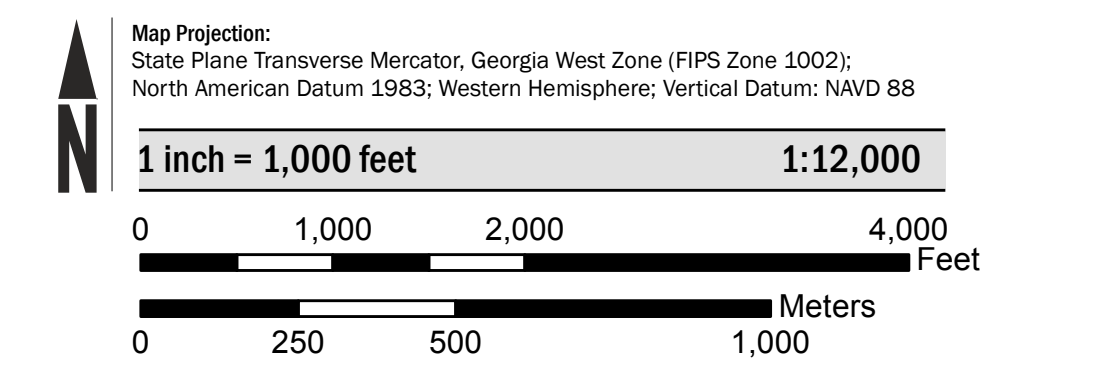 N
Map Projection:
State Plane Transverse Mercator, Georgia West Zone (FIPS Zone 1002);
North American Datum 1983; Western Hemisphere; Vertical Datum: NAVD 88
1 inch = 1,000 feet 1:12,000
0 1,000 2,000 4,000
Feet
Meters
0 250 500 1,000